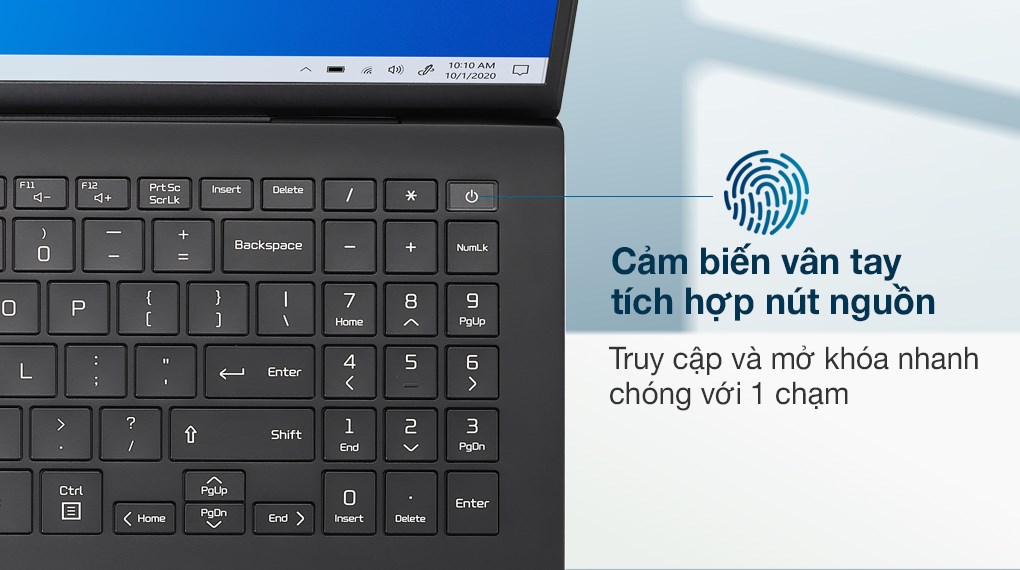 10:10 AM
10/1/2020
F11 F12 Prt Sc Insert Delete / *
− + ScrLk
) — +
0 − = Backspace − + NumLk
O P { } | 7 8 9
[ ] \ Home PgUp
L : " Enter 4 5 6
; '
> ? Shift 1 2 3
. / End PgDn
Ctrl PgUp 0 . Enter
Home PgDn End Insert Delete
Cảm biến vân tay
tích hợp nút nguồn
Truy cập và mở khóa nhanh
chóng với 1 chạm